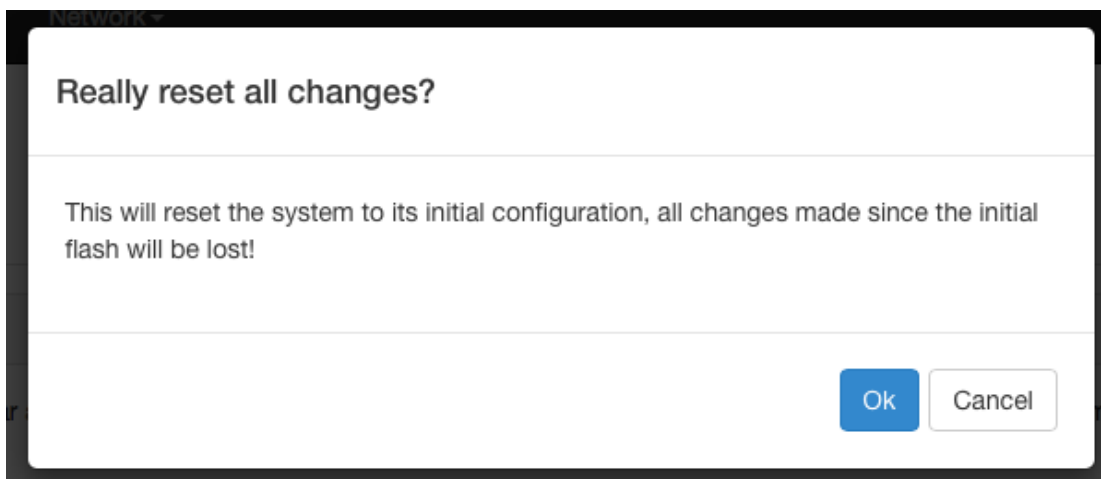 Network
Really reset all changes?
This will reset the system to its initial configuration, all changes made since the initial
flash will be lost!
Ok
Cancel